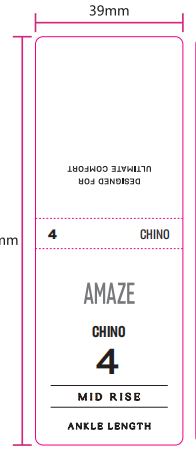 39mm
mm
DESIGNED FOR
ULTIMATE COMFORT
4 CHINO
AMAZE
CHINO
4
MID RISE
ANKLE LENGTH